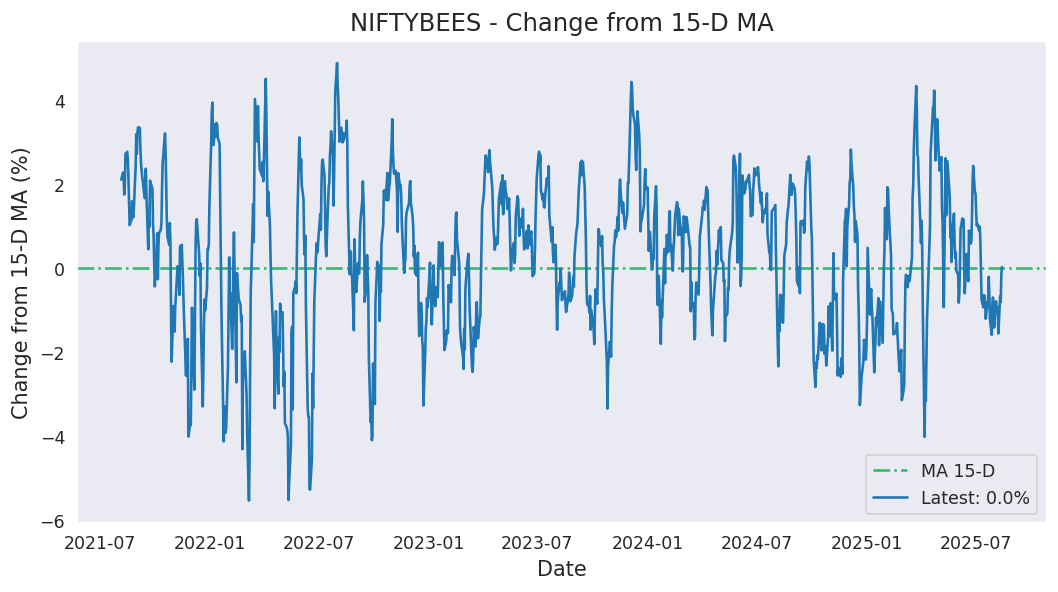 NIFTYBEES - Change from 15-D MA
Change from 15-D MA (%)
4
2
0
−2
−4
−6
2021-07 2022-01 2022-07 2023-01 2023-07 2024-01 2024-07 2025-01 2025-07
Date
MA 15-D
Latest: 0.0%